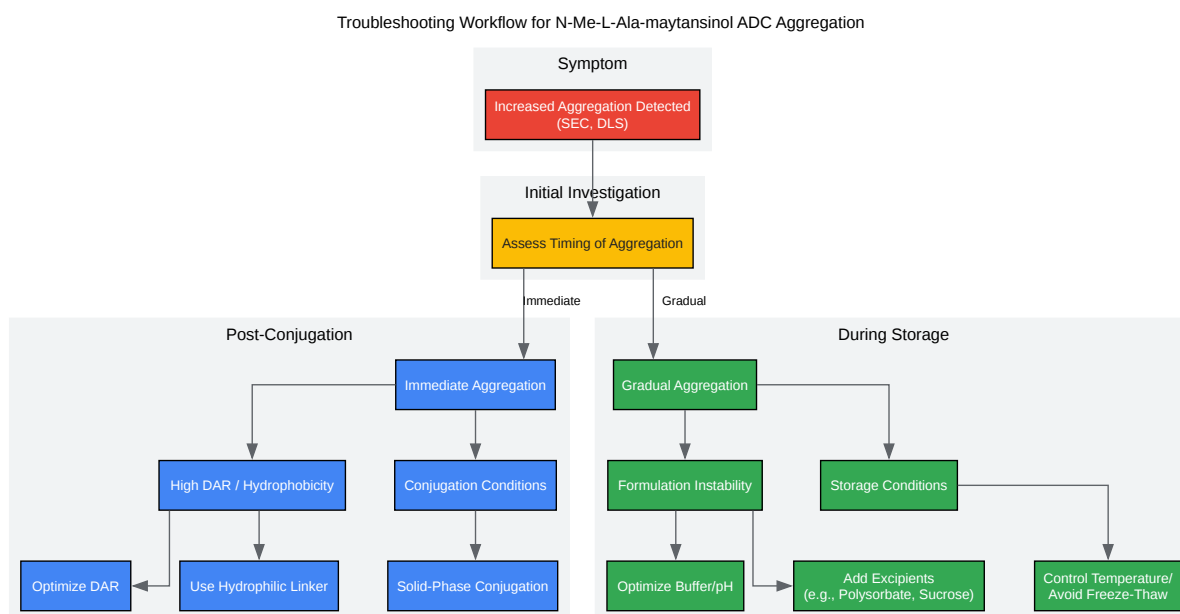 Troubleshooting Workflow for N-Me-L-Ala-maytansinol ADC Aggregation
Symptom
Increased Aggregation Detected
(SEC, DLS)
Initial Investigation
Assess Timing of Aggregation
Immediate
Gradual
Post-Conjugation
During Storage
Immediate Aggregation
Gradual Aggregation
High DAR / Hydrophobicity
Conjugation Conditions
Formulation Instability
Storage Conditions
Optimize DAR
Use Hydrophilic Linker
Solid-Phase Conjugation
Optimize Buffer/pH
Add Excipients
(e.g., Polysorbate, Sucrose)
Control Temperature/
Avoid Freeze-Thaw